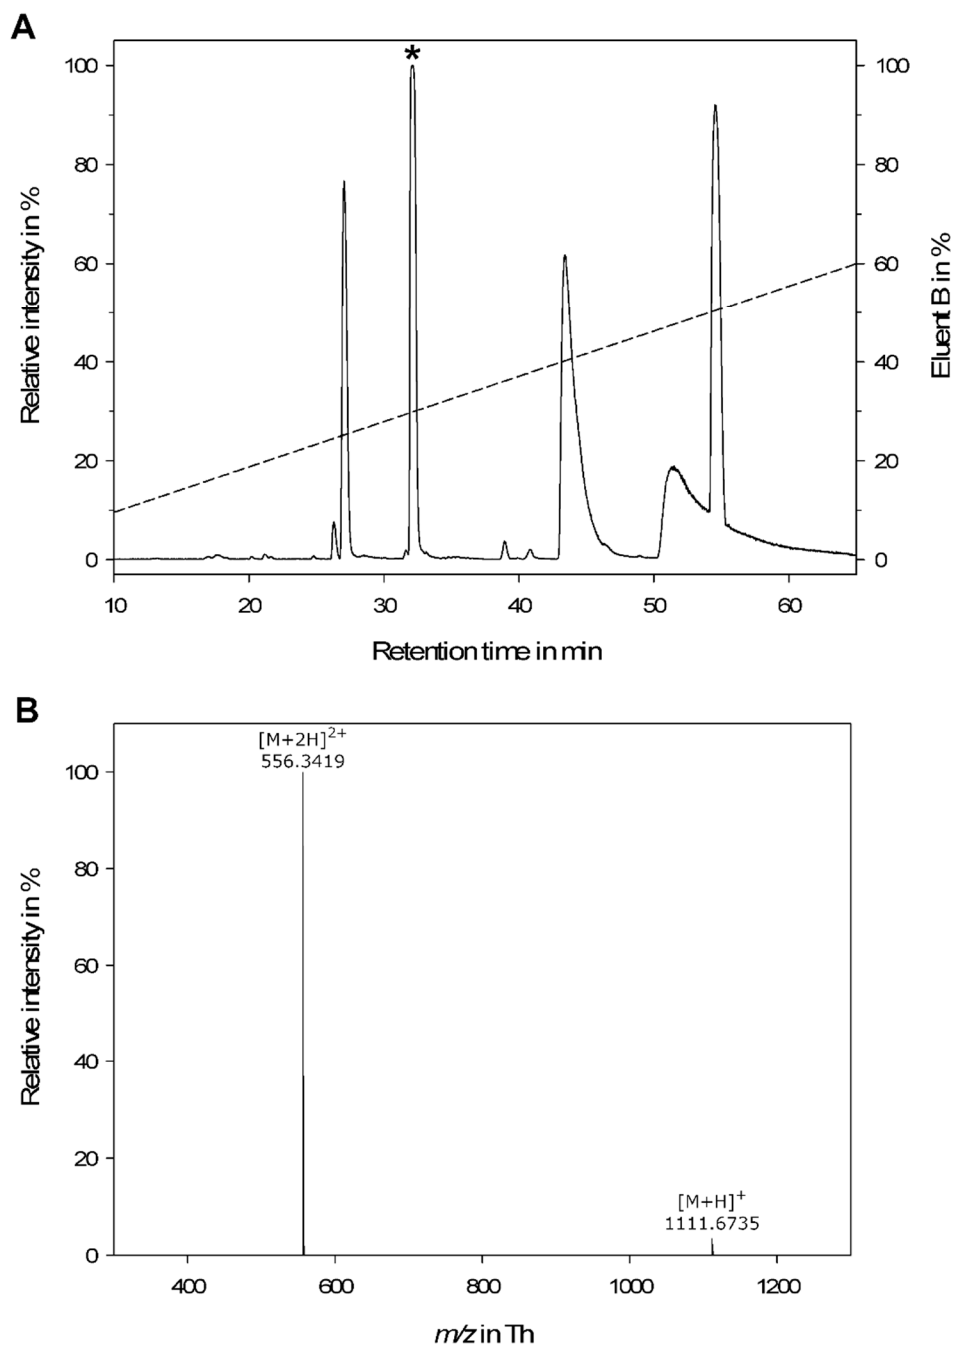 A
*
100 100
80 80
60 60
40 40
20 20
0 0
Relative intensity in %
Eluent B in %
10 20 30 40 50 60
Retention time in min
B
[M+2H]2+
556.3419
100
80
60
40
20
0
Relative intensity in %
[M+H]+
1111.6735
400 600 800 1000 1200
m/z in Th